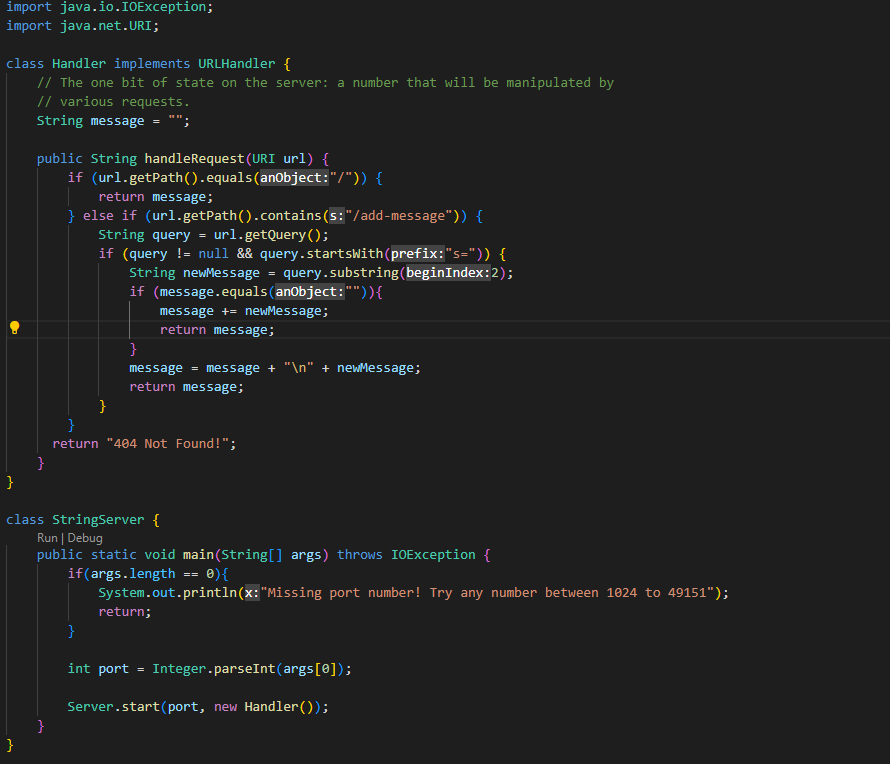 import java.io.IOException;
import java.net.URI;
class Handler implements URLHandler {
// The one bit of state on the server: a number that will be manipulated by
// various requests.
String message = "";
public String handleRequest(URI url) {
if (url.getPath().equals(anObject:"/")) {
return message;
} else if (url.getPath().contains(s:"/add-message")) {
String query = url.getQuery();
if (query != null && query.startsWith(prefix:"s=")) {
String newMessage = query.substring(beginIndex:2);
if (message.equals(anObject:"")){
message += newMessage;
return message;
}
message = message + "\n" + newMessage;
return message;
}
}
return "404 Not Found!";
}
}
class StringServer {
Run | Debug
public static void main(String[] args) throws IOException {
if(args.length == 0){
System.out.println(x:"Missing port number! Try any number between 1024 to 49151");
return;
}
int port = Integer.parseInt(args[0]);
Server.start(port, new Handler());
}
}